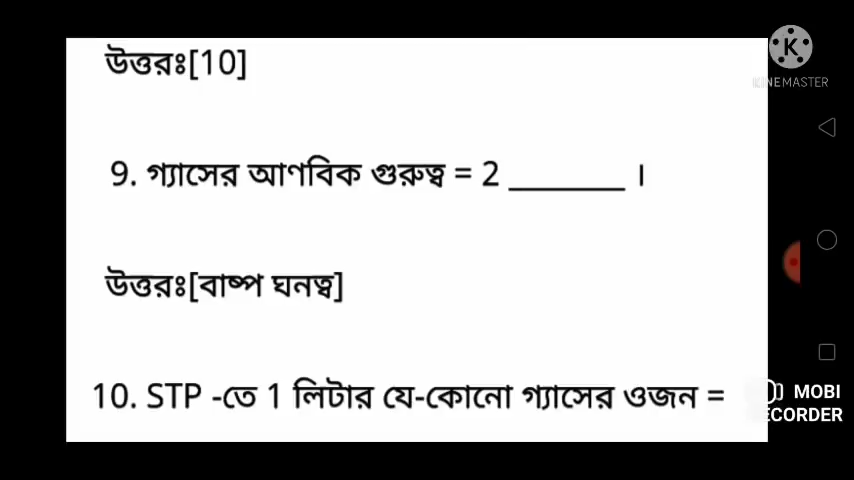 উত্তরঃ[10]
9. গ্যাসের আণবিক গুরুত্ব = 2 ________ ।
উত্তরঃ[বাষ্প ঘনত্ব]
10. STP -তে 1 লিটার যে-কোনো গ্যাসের ওজন =
K
KINEMASTER
MOBI
ECORDER